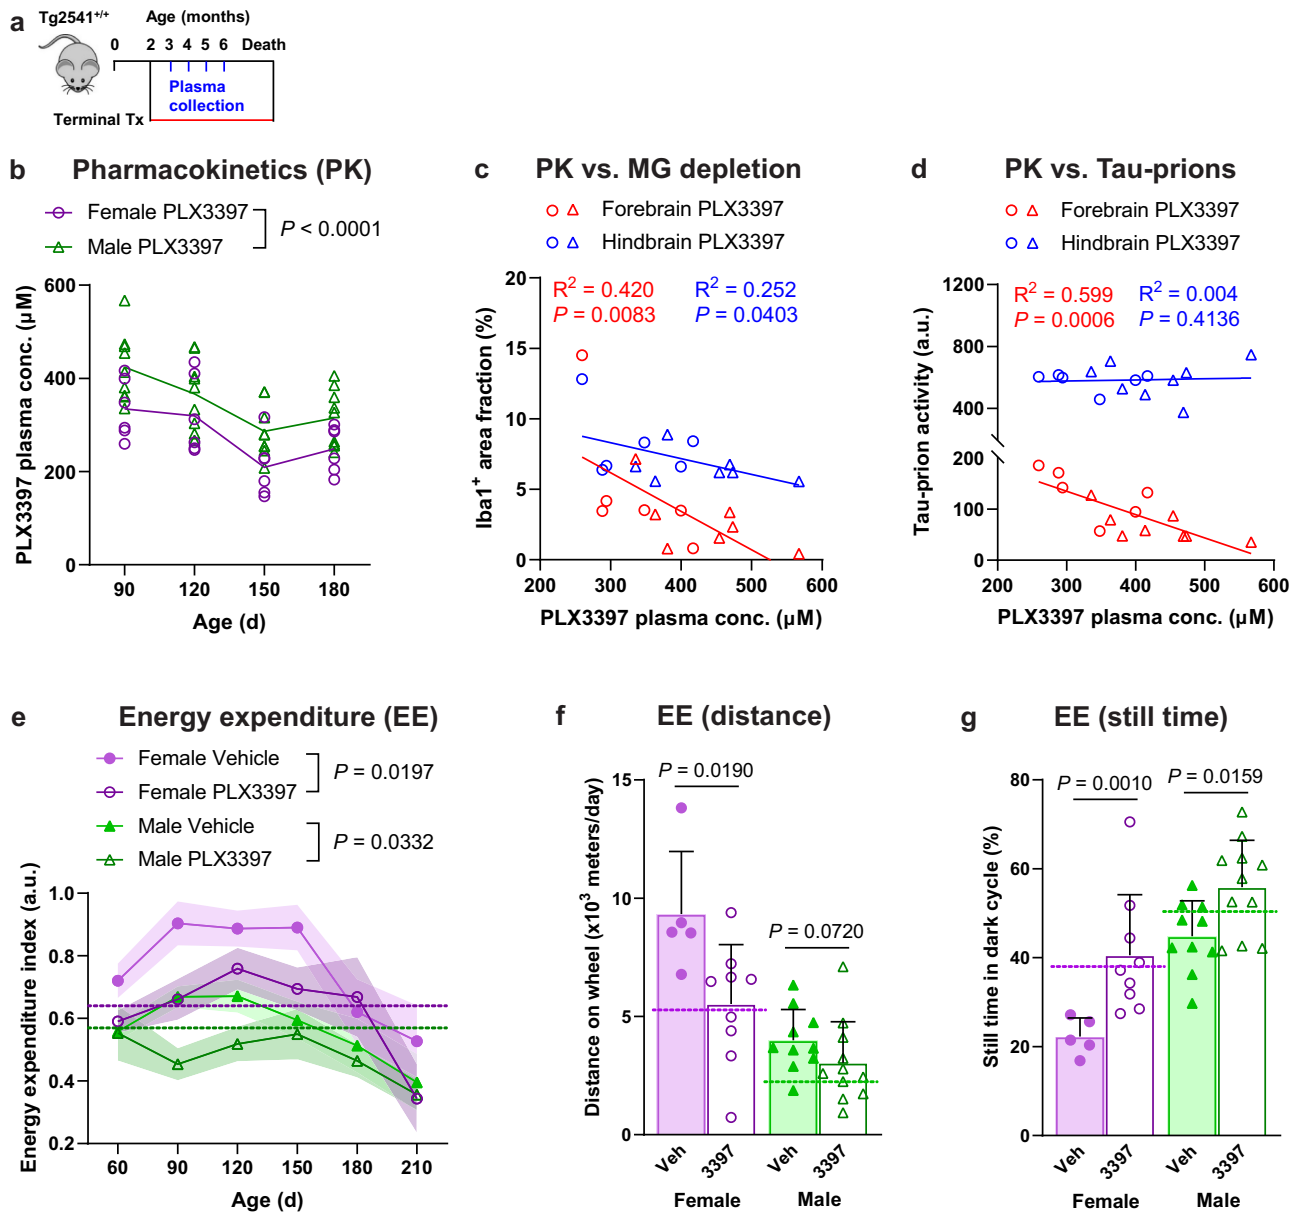 a
Tg2541+/+
Age (months)
0 2 3 4 5 6 Death
Plasma
collection
Terminal Tx
b Pharmacokinetics (PK)
Female PLX3397
Male PLX3397
P < 0.0001
PLX3397 plasma conc. (μM)
600
400
200
0
90 120 150 180
Age (d)
c PK vs. MG depletion
Forebrain PLX3397
Hindbrain PLX3397
R2 = 0.420
P = 0.0083
R2 = 0.252
P = 0.0403
Iba1+ area fraction (%)
20
15
10
5
0
200 300 400 500 600
PLX3397 plasma conc. (μM)
d PK vs. Tau-prions
Forebrain PLX3397
Hindbrain PLX3397
R2 = 0.599
P = 0.0006
R2 = 0.004
P = 0.4136
Tau-prion activity (a.u.)
1200
800
400
200
100
0
200 300 400 500 600
PLX3397 plasma conc. (μM)
e Energy expenditure (EE)
Female Vehicle
Female PLX3397
P = 0.0197
Male Vehicle
Male PLX3397
P = 0.0332
Energy expenditure index (a.u.)
1.0
0.8
0.6
0.4
0.2
60 90 120 150 180 210
Age (d)
f EE (distance)
P = 0.0190
P = 0.0720
Distance on wheel (x103 meters/day)
15
10
5
0
Veh 3397 Veh 3397
Female Male
g EE (still time)
P = 0.0010
P = 0.0159
Still time in dark cycle (%)
80
60
40
20
0
Veh 3397 Veh 3397
Female Male